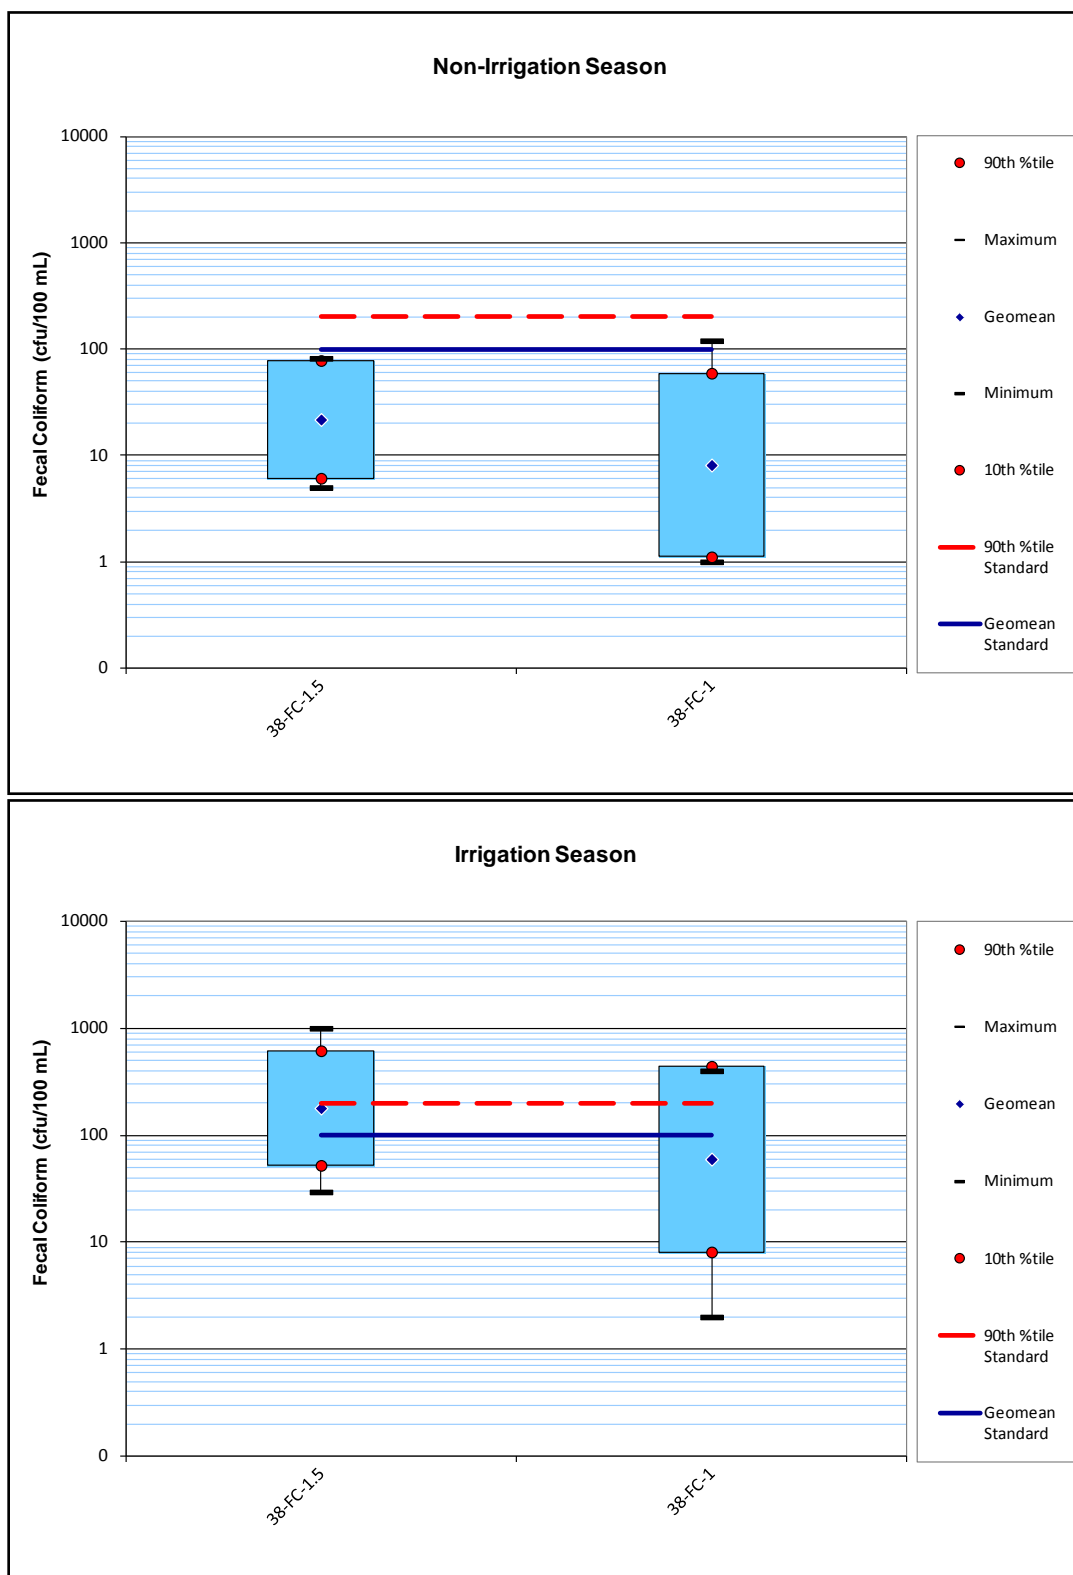 Non-Irrigation Season
Fecal Coliform (cfu/100 mL)
10000
1000
100
10
1
0
38-FC-1.5
38-FC-1
90th %tile
Maximum
Geomean
Minimum
10th %tile
90th %tile
Standard
Geomean
Standard
Irrigation Season
Fecal Coliform (cfu/100 mL)
10000
1000
100
10
1
0
38-FC-1.5
38-FC-1
90th %tile
Maximum
Geomean
Minimum
10th %tile
90th %tile
Standard
Geomean
Standard